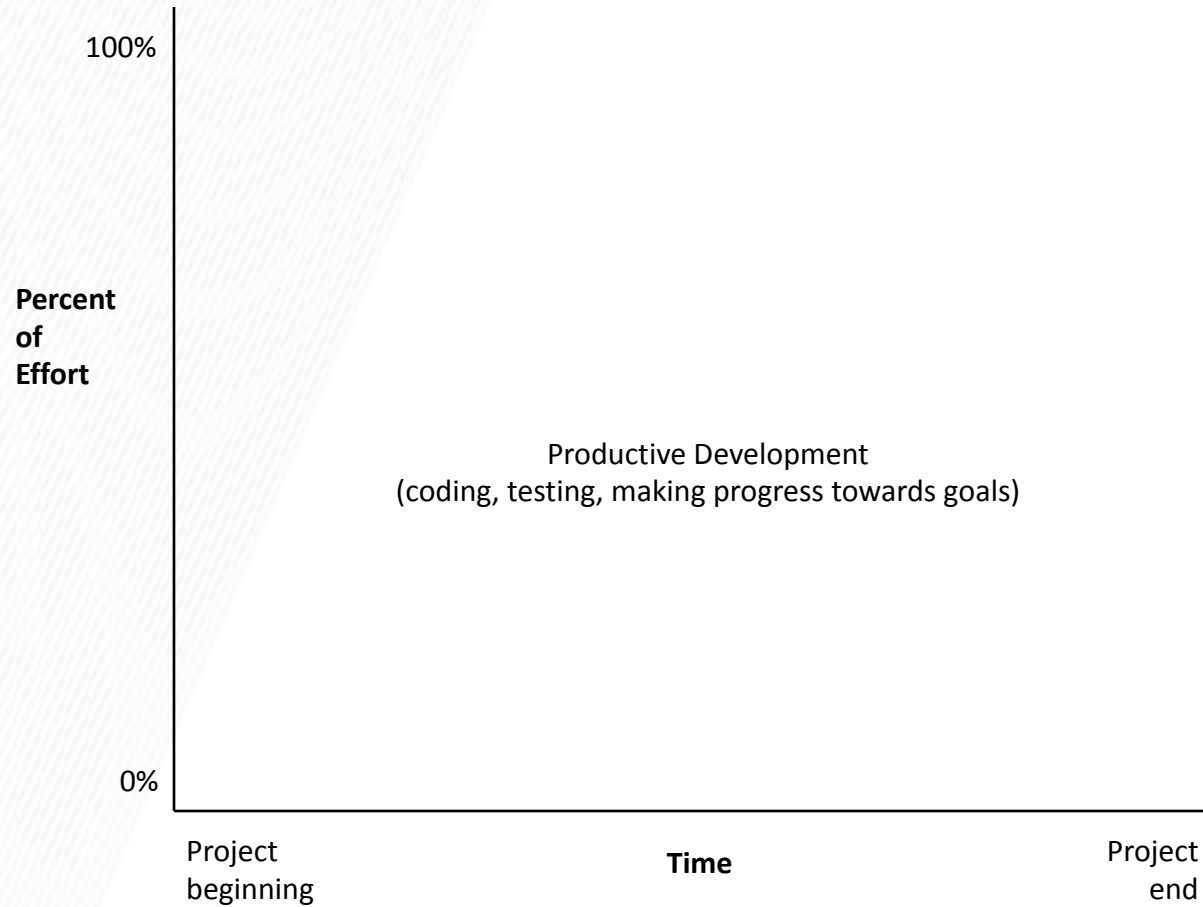 100%
Percent
of
Effort
Productive Development
(coding, testing, making progress towards goals)
0%
Project
beginning
Time
Project
end